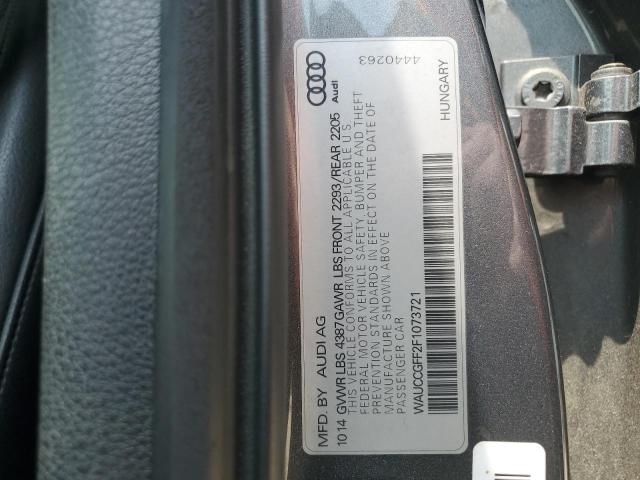 MFD. BY AUDI AG
10 14 GVWR LBS 4387 GAWR LBS FRONT 2293/REAR 2205
THIS VEHICLE CONFORMS TO ALL APPLICABLE U S
FEDERAL MOTOR VEHICLE SAFETY, BUMPER AND THEFT
PREVENTION STANDARDS IN EFFECT ON THE DATE OF
MANUFACTURE SHOWN ABOVE
PASSENGER CAR
WAUCCGFF2F1073721
Audi
4440263
HUNGARY